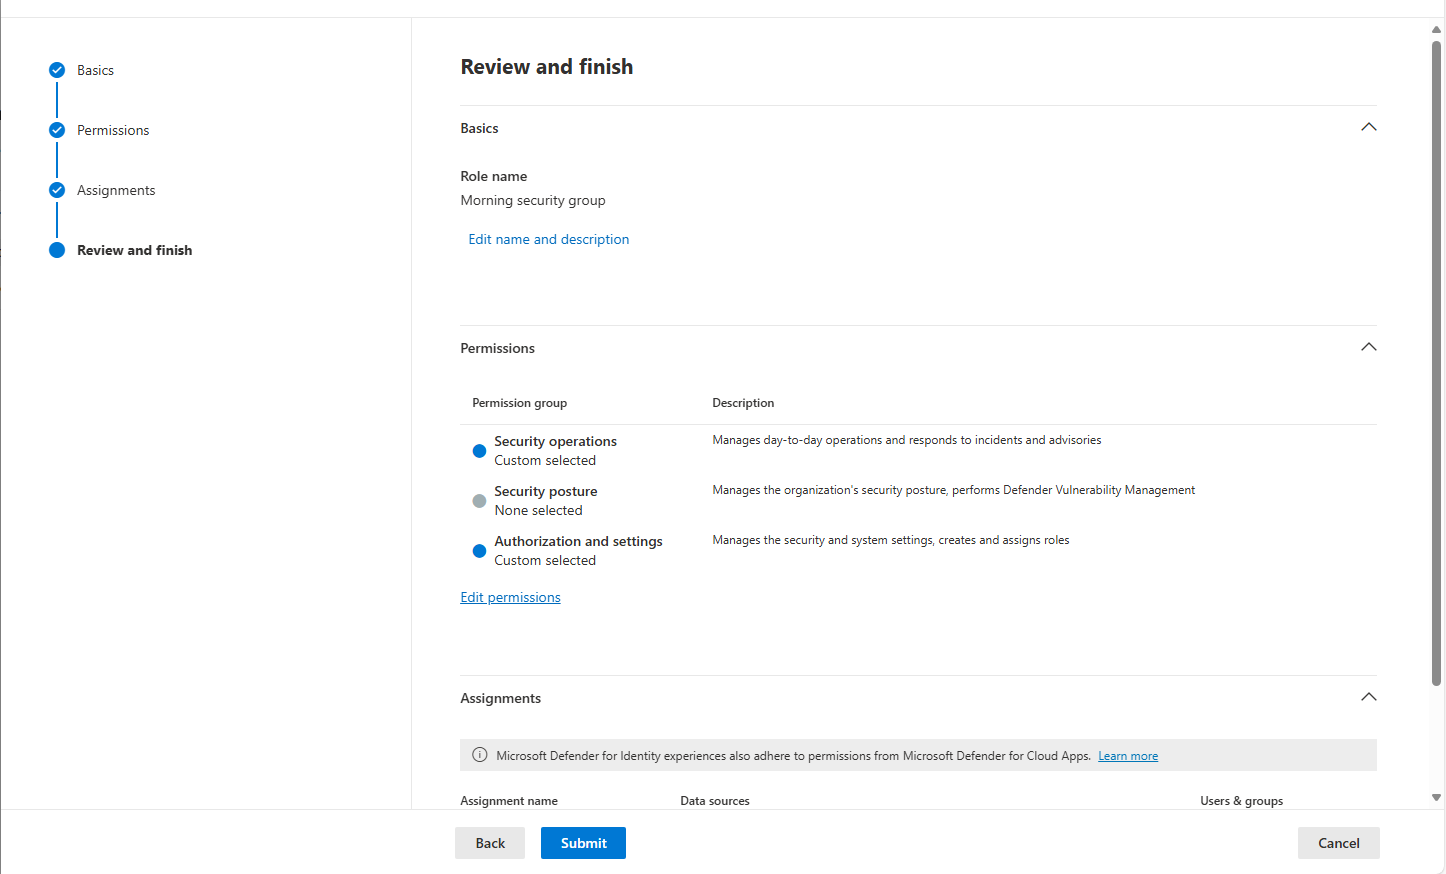 Basics
Permissions
Assignments
Review and finish
Review and finish
Basics
Role name
Morning security group
Edit name and description
Permissions
Permission group Description
Security operations Manages day-to-day operations and responds to incidents and advisories
Custom selected
Security posture Manages the organization's security posture, performs Defender Vulnerability Management
None selected
Authorization and settings Manages the security and system settings, creates and assigns roles
Custom selected
Edit permissions
Assignments
Microsoft Defender for Identity experiences also adhere to permissions from Microsoft Defender for Cloud Apps. Learn more
Assignment name Data sources Users & groups
Back Submit Cancel